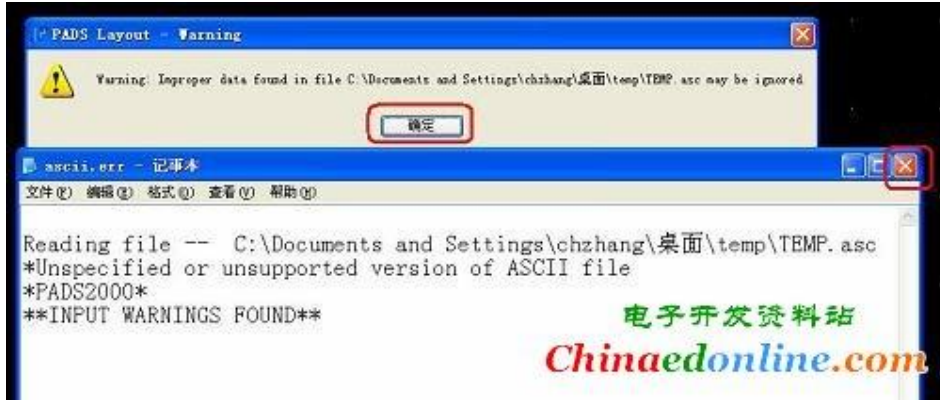 PADS Layout - Warning
Warning: Improper data found in file C:\Documents and Settings\chzhang\桌面\temp\TEMP.asc may be ignored
确定
ascii.err - 记事本
文件(F) 编辑(E) 格式(O) 查看(V) 帮助(H)
Reading file -- C:\Documents and Settings\chzhang\桌面\temp\TEMP.asc
*Unspecified or unsupported version of ASCII file
*PADS2000*
**INPUT WARNINGS FOUND**
电子开发资料站
Chinaedonline.com